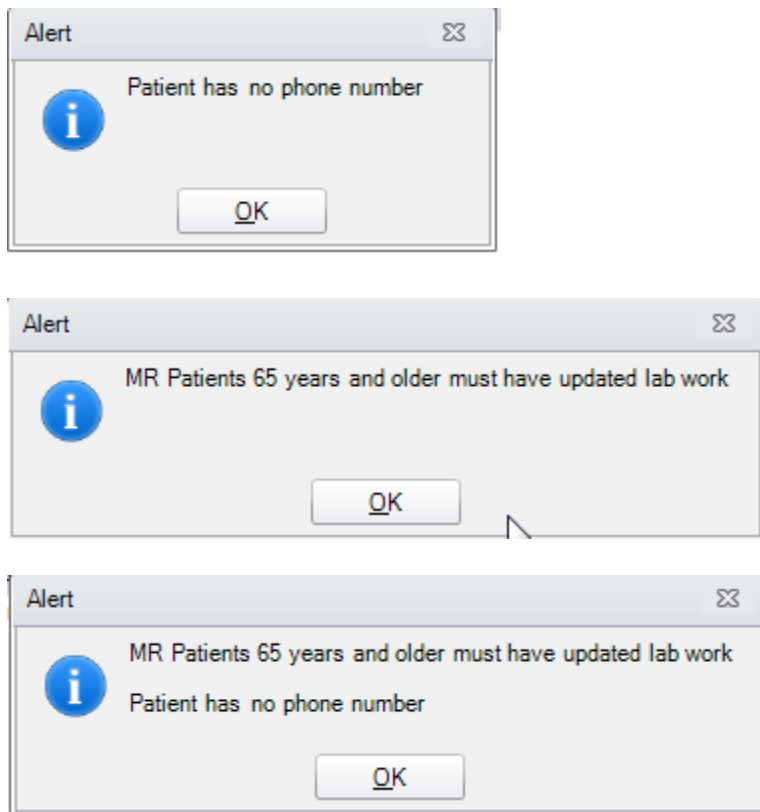 Alert
Patient has no phone number
OK
Alert
MR Patients 65 years and older must have updated lab work
OK
Alert
MR Patients 65 years and older must have updated lab work
Patient has no phone number
OK